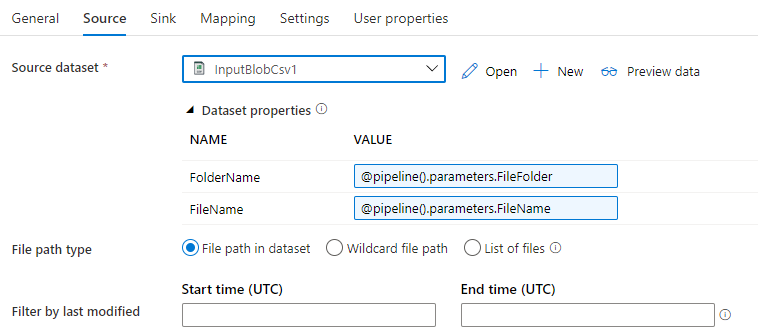 General Source Sink Mapping Settings User properties
Source dataset * InputBlobCsv1 Open New Preview data
Dataset properties
NAME VALUE
FolderName @pipeline().parameters.FileFolder
FileName @pipeline().parameters.FileName
File path type File path in dataset Wildcard file path List of files
Start time (UTC) End time (UTC)
Filter by last modified